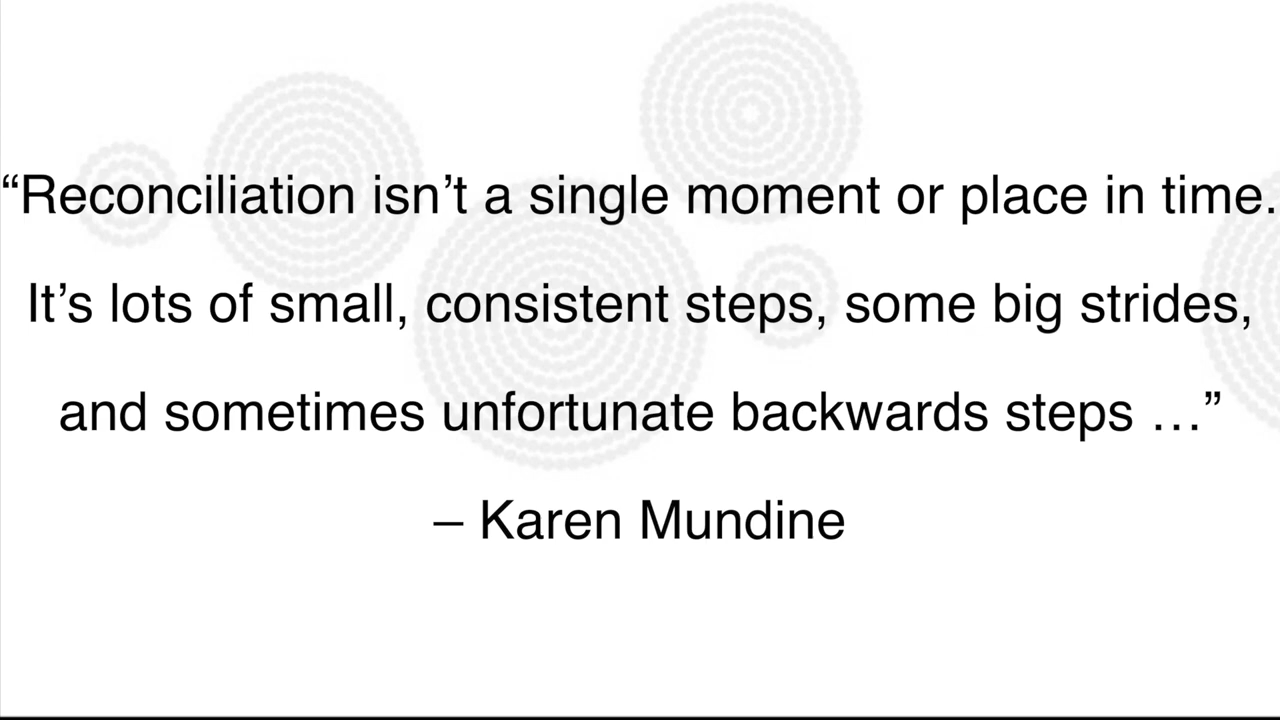 “Reconciliation isn’t a single moment or place in time.
It’s lots of small, consistent steps, some big strides,
and sometimes unfortunate backwards steps …”
– Karen Mundine